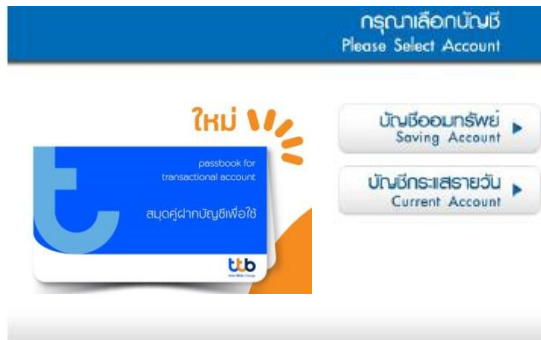 กรุณาเลือกบัญชี
Please Select Account
ใหม่
passbook for
transactional account
สมุดคู่ฝากบัญชีเพื่อใช้
ttb
บัญชีออมทรัพย์
Saving Account
บัญชีกระแสรายวัน
Current Account